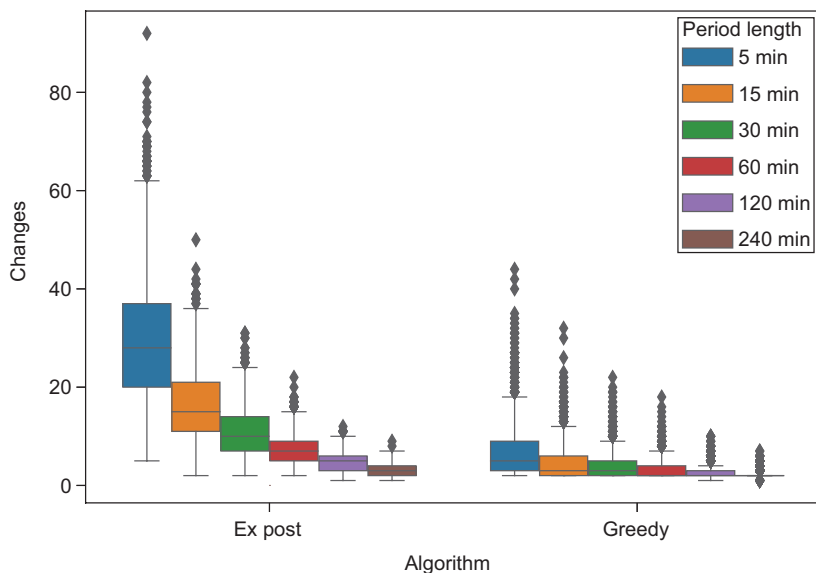 Period length
5 min
15 min
30 min
60 min
120 min
240 min
80
60
40
20
0
Changes
Ex post
Greedy
Algorithm